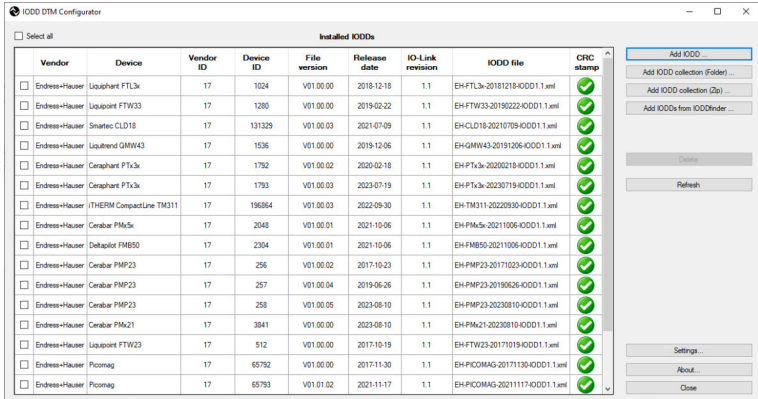 IODD DTM Configurator
Select all
Installed IODDs
Vendor Device Vendor ID Device ID File version Release date IO-Link revision IODD file CRC stamp
Endress+Hauser Liquiphant FTL3x 17 1024 V01.00.00 2018-12-18 1.1 EH-FTL3x-20181218-IODD1.1.xml
Endress+Hauser Liquipoint FTW33 17 1280 V01.00.00 2019-02-22 1.1 EH-FTW33-20190222-IODD1.1.xml
Endress+Hauser Smartec CLD18 17 131329 V01.00.03 2021-07-09 1.1 EH-CLD18-20210709-IODD1.1.xml
Endress+Hauser Liquitrend QMW43 17 1536 V01.00.00 2019-12-06 1.1 EH-QMW43-20191206-IODD1.1.xml
Endress+Hauser Ceraphant PTx3x 17 1792 V01.00.02 2020-02-18 1.1 EH-PTx3x-20200218-IODD1.1.xml
Endress+Hauser Ceraphant PTx3x 17 1793 V01.00.03 2023-07-19 1.1 EH-PTx3x-20230719-IODD1.1.xml
Endress+Hauser iTHERM CompactLine TM311 17 196864 V01.00.03 2022-09-30 1.1 EH-TM311-20220930-IODD1.1.xml
Endress+Hauser Cerabar PMx5x 17 2048 V01.00.01 2021-10-06 1.1 EH-PMx5x-20211006-IODD1.1.xml
Endress+Hauser Deltapilot FMB50 17 2304 V01.00.01 2021-10-06 1.1 EH-FMB50-20211006-IODD1.1.xml
Endress+Hauser Cerabar PMP23 17 256 V01.00.02 2017-10-23 1.1 EH-PMP23-20171023-IODD1.1.xml
Endress+Hauser Cerabar PMP23 17 257 V01.00.04 2019-06-26 1.1 EH-PMP23-20190626-IODD1.1.xml
Endress+Hauser Cerabar PMP23 17 258 V01.00.05 2023-08-10 1.1 EH-PMP23-20230810-IODD1.1.xml
Endress+Hauser Cerabar PMx21 17 3841 V01.00.00 2023-08-10 1.1 EH-PMx21-20230810-IODD1.1.xml
Endress+Hauser Liquipoint FTW23 17 512 V01.00.00 2017-10-19 1.1 EH-FTW23-20171019-IODD1.1.xml
Endress+Hauser Picomag 17 65792 V01.00.00 2017-11-30 1.1 EH-PICOMAG-20171130-IODD1.1.xml
Endress+Hauser Picomag 17 65793 V01.01.02 2021-11-17 1.1 EH-PICOMAG-20211117-IODD1.1.xml
Add IODD ...
Add IODD collection (Folder) ...
Add IODD collection (Zip) ...
Add IODDs from IODDfinder ...
Delete
Refresh
Settings...
About...
Close